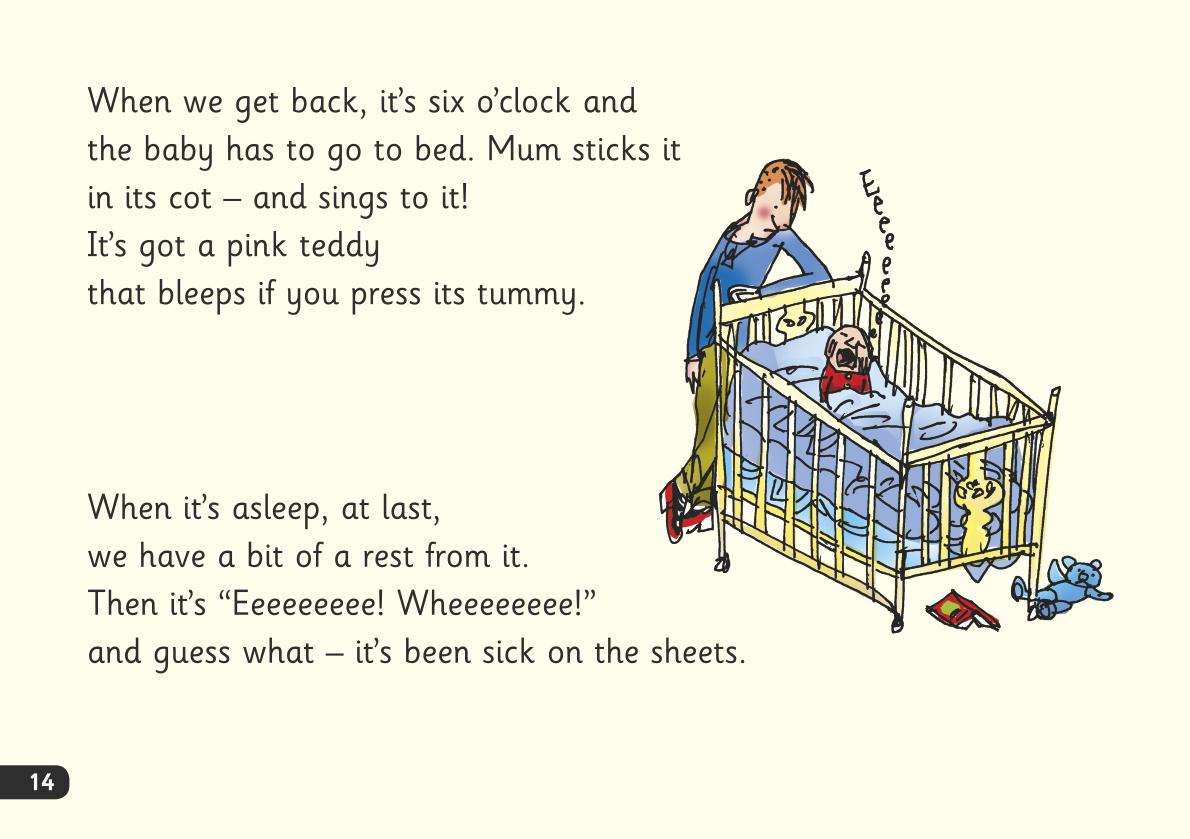 When we get back, it’s six o’clock and
the baby has to go to bed. Mum sticks it
in its cot – and sings to it!
It’s got a pink teddy
that bleeps if you press its tummy.
Eeeeeeeee
When it’s asleep, at last,
we have a bit of a rest from it.
Then it’s “Eeeeeeeee! Wheeeeeeee!”
and guess what – it’s been sick on the sheets.
14